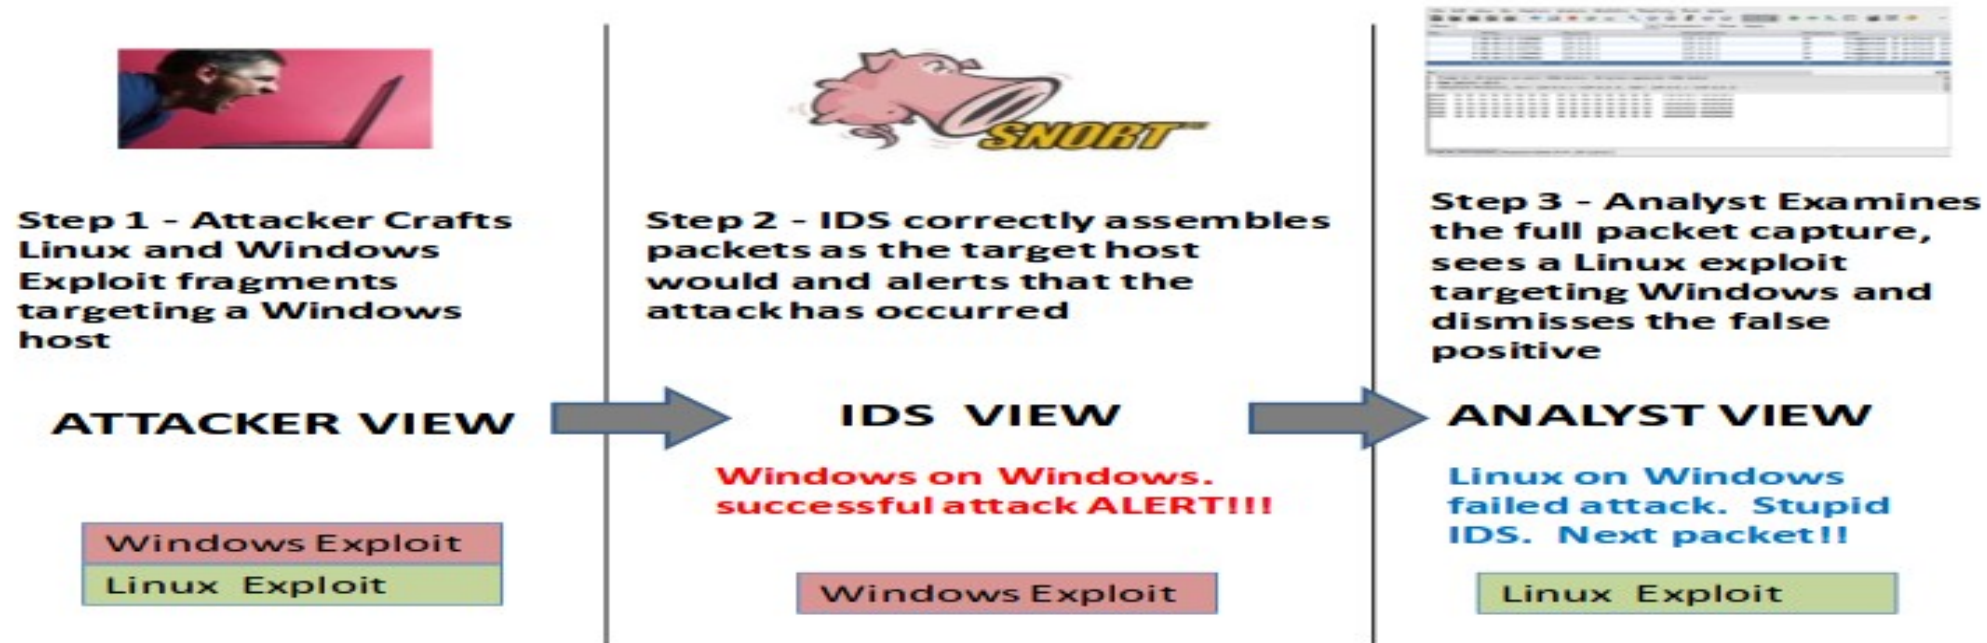 SNORT
Step 1 - Attacker Crafts
Linux and Windows
Exploit fragments
targeting a Windows
host
ATTACKER VIEW
Windows Exploit
Linux Exploit
Step 2 - IDS correctly assembles
packets as the target host
would and alerts that the
attack has occurred
IDS VIEW
Windows on Windows.
successful attack ALERT!!!
Windows Exploit
Step 3 - Analyst Examines
the full packet capture,
sees a Linux exploit
targeting Windows and
dismisses the false
positive
ANALYST VIEW
Linux on Windows
failed attack. Stupid
IDS. Next packet!!
Linux Exploit